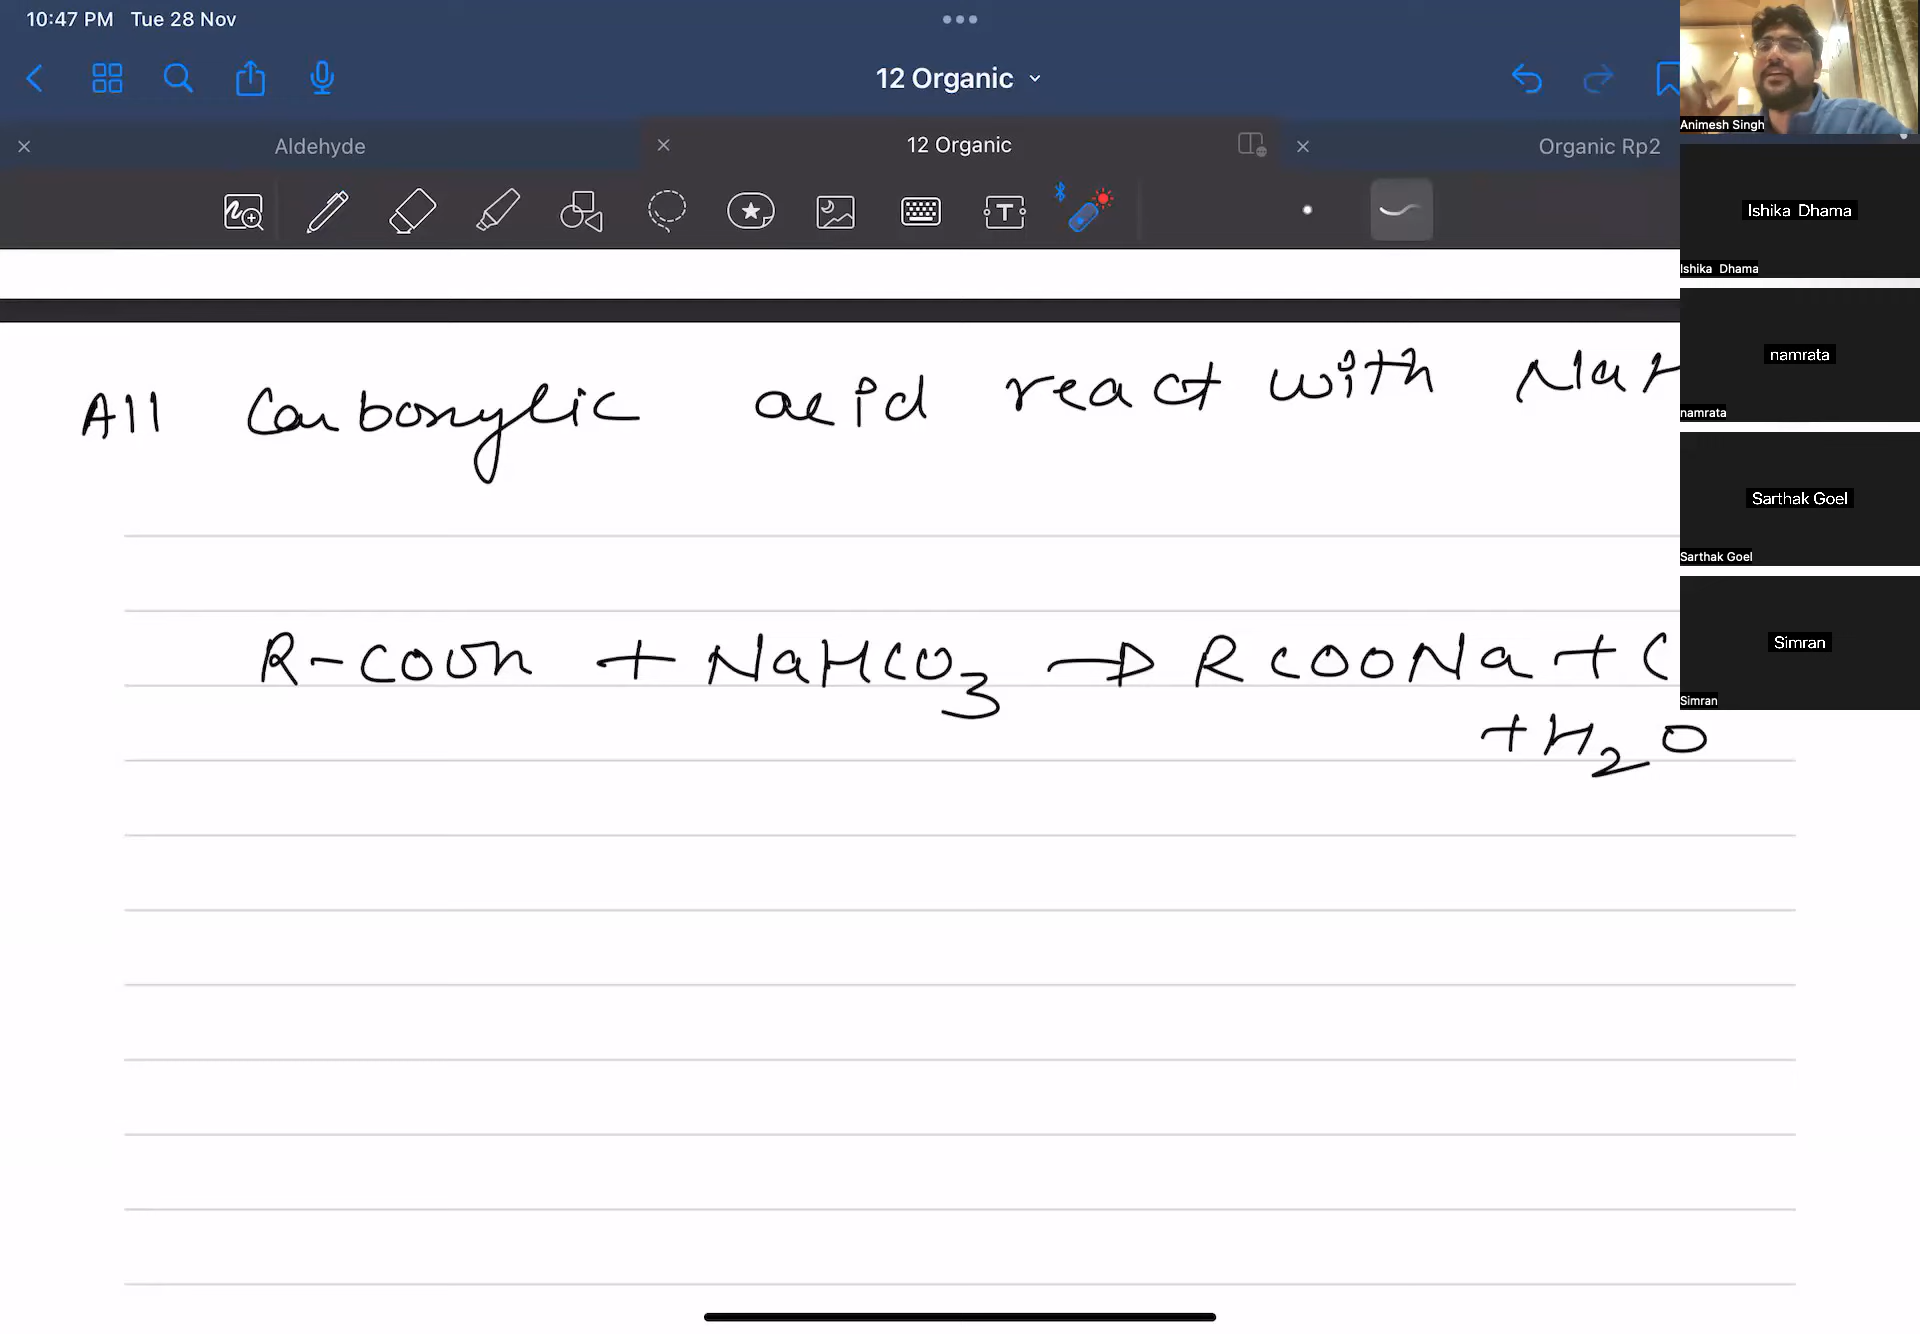 10:47 PM Tue 28 Nov
12 Organic
Aldehyde
12 Organic
Organic Rp2
T
All Carboxylic acid react with NaH
R-COOH + NaHCO3 → RCOONa + C
+ H2O
Animesh Singh
Ishika Dhama
Ishika Dhama
namrata
namrata
Sarthak Goel
Sarthak Goel
Simran
Simran